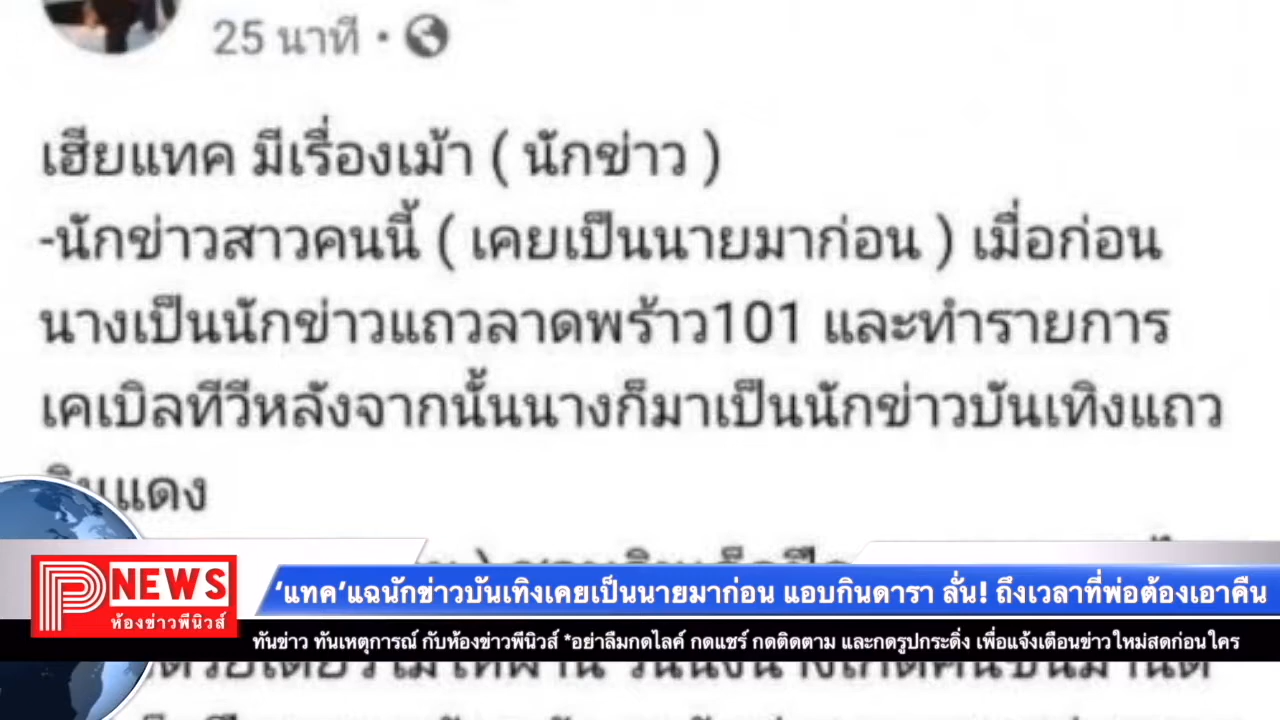 25 นาที ·
เฮียแทค มีเรื่องเม้า ( นักข่าว )
-นักข่าวสาวคนนี้ ( เคยเป็นนายมาก่อน ) เมื่อก่อน
นางเป็นนักข่าวแถวลาดพร้าว101 และทำรายการ
เคเบิลทีวีหลังจากนั้นนางก็มาเป็นนักข่าวบันเทิงแถว
ดินแดง
P NEWS
ห้องข่าวพีนิวส์
‘แทค’แฉนักข่าวบันเทิงเคยเป็นนายมาก่อน แอบกินดารา ลั่น! ถึงเวลาที่พ่อต้องเอาคืน
ทันข่าว ทันเหตุการณ์ กับห้องข่าวพีนิวส์ *อย่าลืมกดไลค์ กดแชร์ กดติดตาม และกดรูปกระดิ่ง เพื่อแจ้งเตือนข่าวใหม่สดก่อนใคร